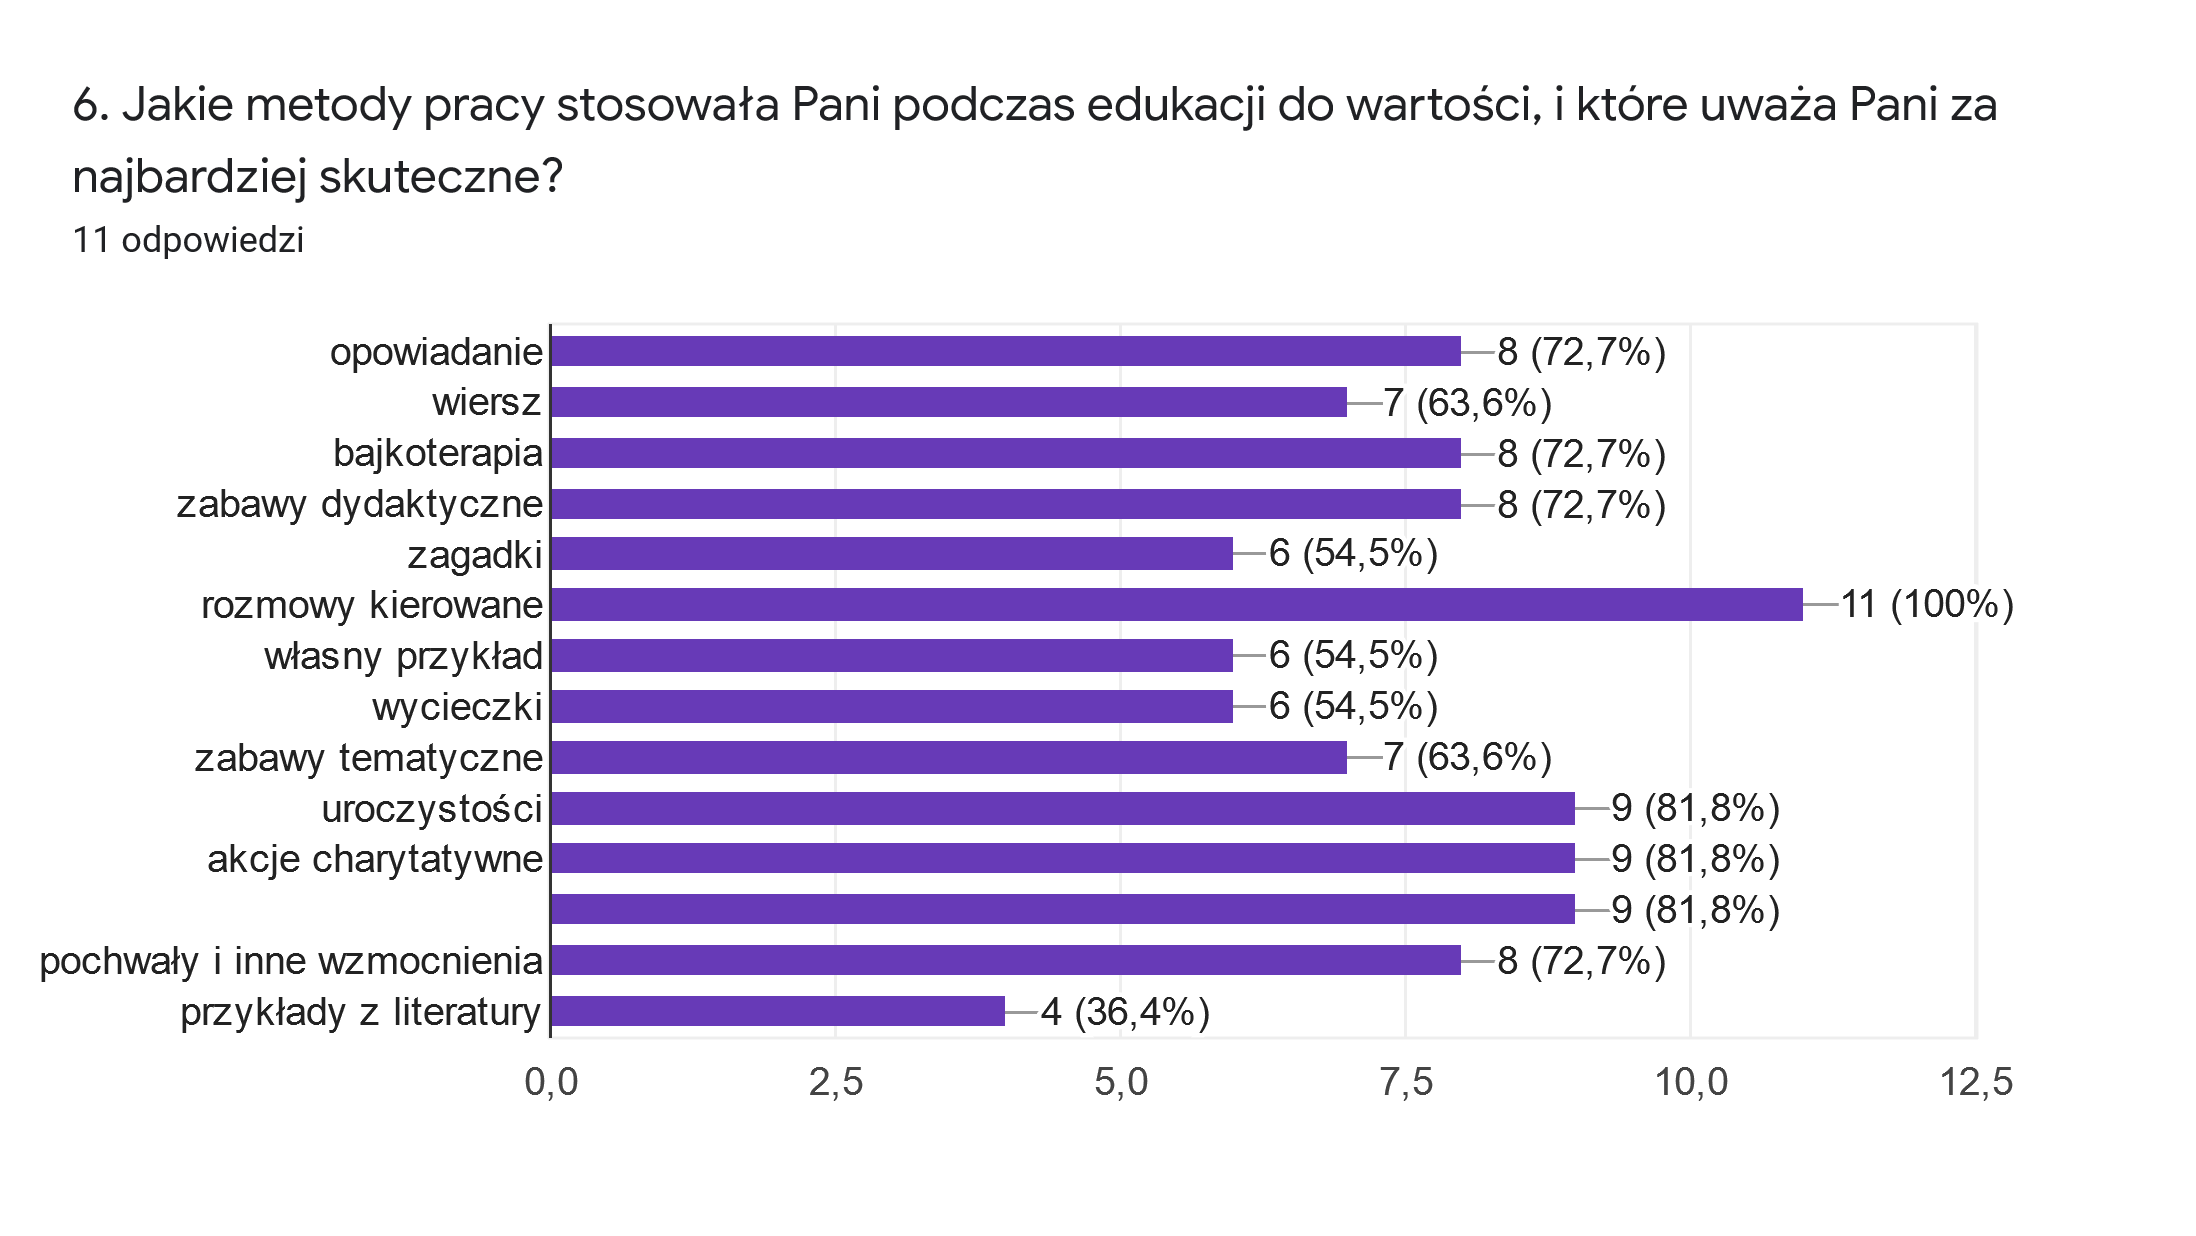 6. Jakie metody pracy stosowała Pani podczas edukacji do wartości, i które uważa Pani za
najbardziej skuteczne?
11 odpowiedzi
opowiadanie 8 (72,7%)
wiersz 7 (63,6%)
bajkoterapia 8 (72,7%)
zabawy dydaktyczne 8 (72,7%)
zagadki 6 (54,5%)
rozmowy kierowane 11 (100%)
własny przykład 6 (54,5%)
wycieczki 6 (54,5%)
zabawy tematyczne 7 (63,6%)
uroczystości 9 (81,8%)
akcje charytatywne 9 (81,8%)
9 (81,8%)
pochwały i inne wzmocnienia 8 (72,7%)
przykłady z literatury 4 (36,4%)
0,0 2,5 5,0 7,5 10,0 12,5